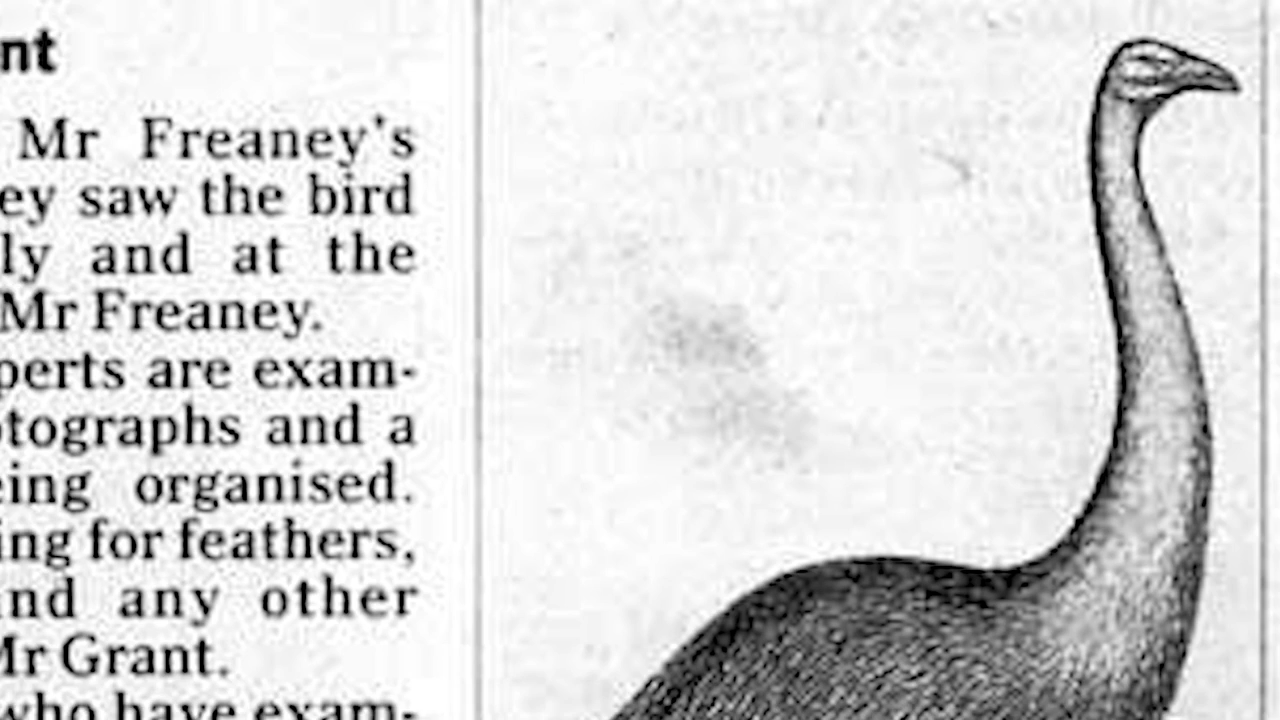 nt
Mr Freaney's
ey saw the bird
ly and at the
Mr Freaney.
perts are exam-
tographs and a
eing organised.
ing for feathers,
nd any other
Mr Grant.
who have exam-